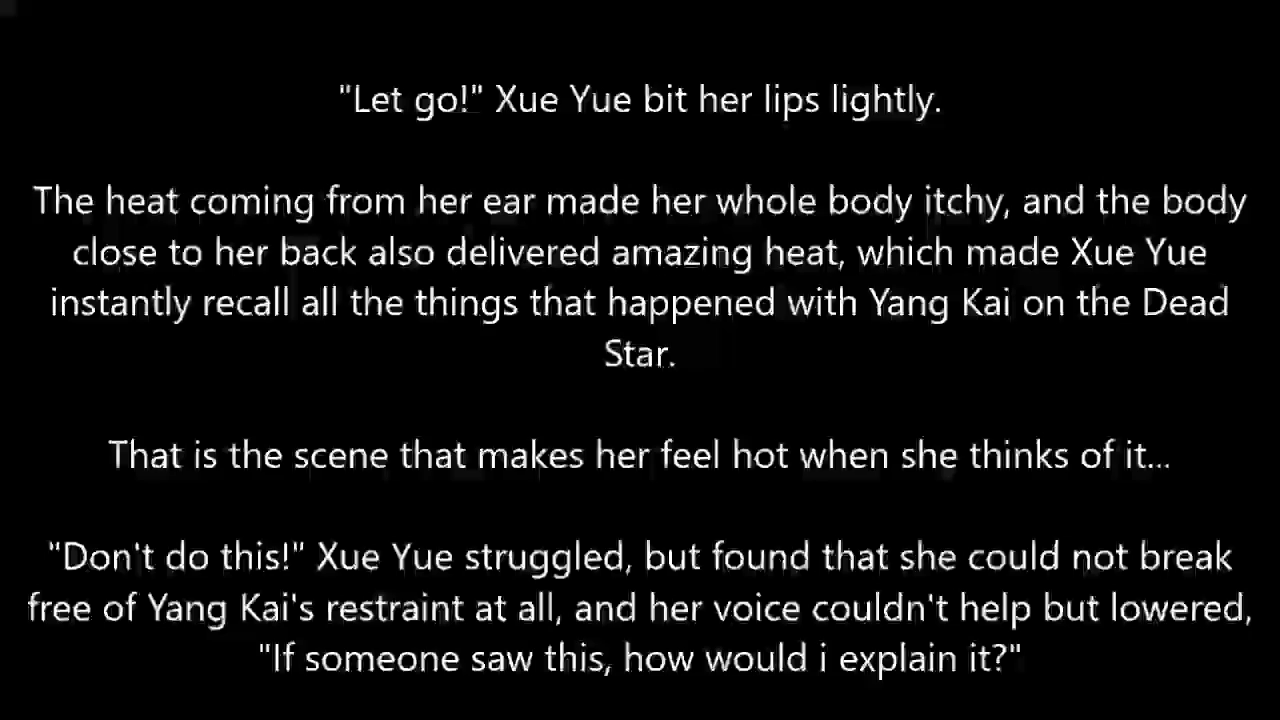 "Let go!" Xue Yue bit her lips lightly.
The heat coming from her ear made her whole body itchy, and the body
close to her back also delivered amazing heat, which made Xue Yue
instantly recall all the things that happened with Yang Kai on the Dead
Star.
That is the scene that makes her feel hot when she thinks of it...
"Don't do this!" Xue Yue struggled, but found that she could not break
free of Yang Kai's restraint at all, and her voice couldn't help but lowered,
"If someone saw this, how would i explain it?"